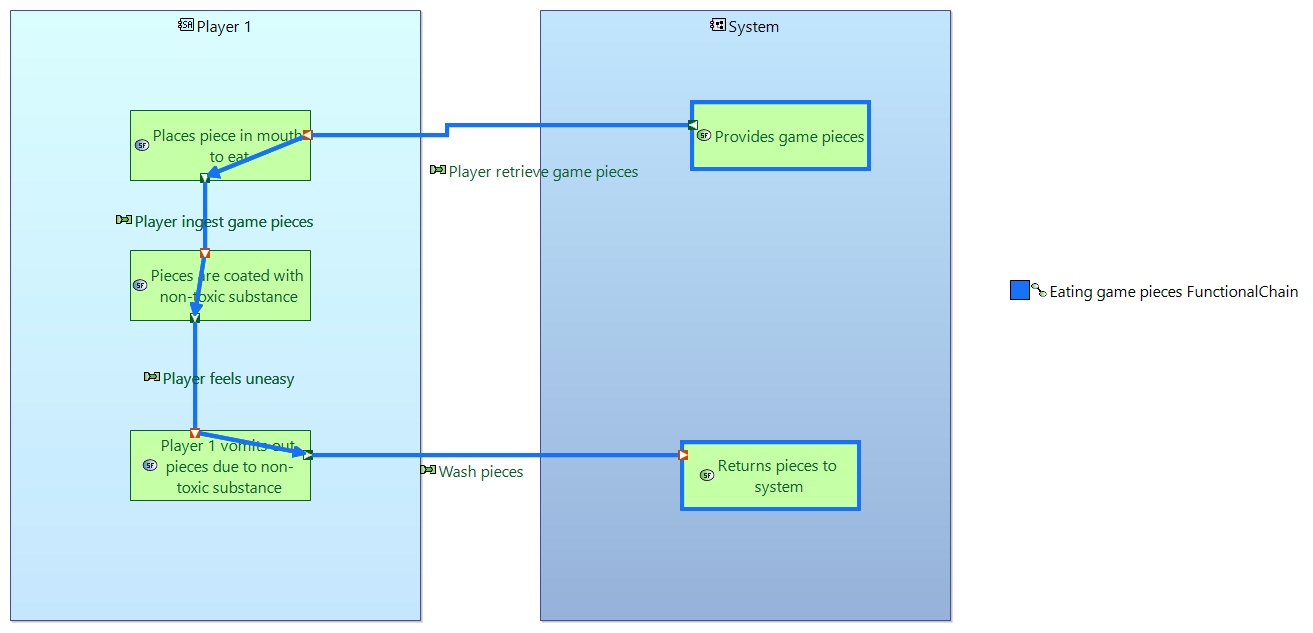 Player 1
System
Places piece in mouth
to eat
Provides game pieces
Player retrieve game pieces
Player ingest game pieces
Pieces are coated with
non-toxic substance
Eating game pieces FunctionalChain
Player feels uneasy
Player 1 vomits out
pieces due to non-
toxic substance
Wash pieces
Returns pieces to
system